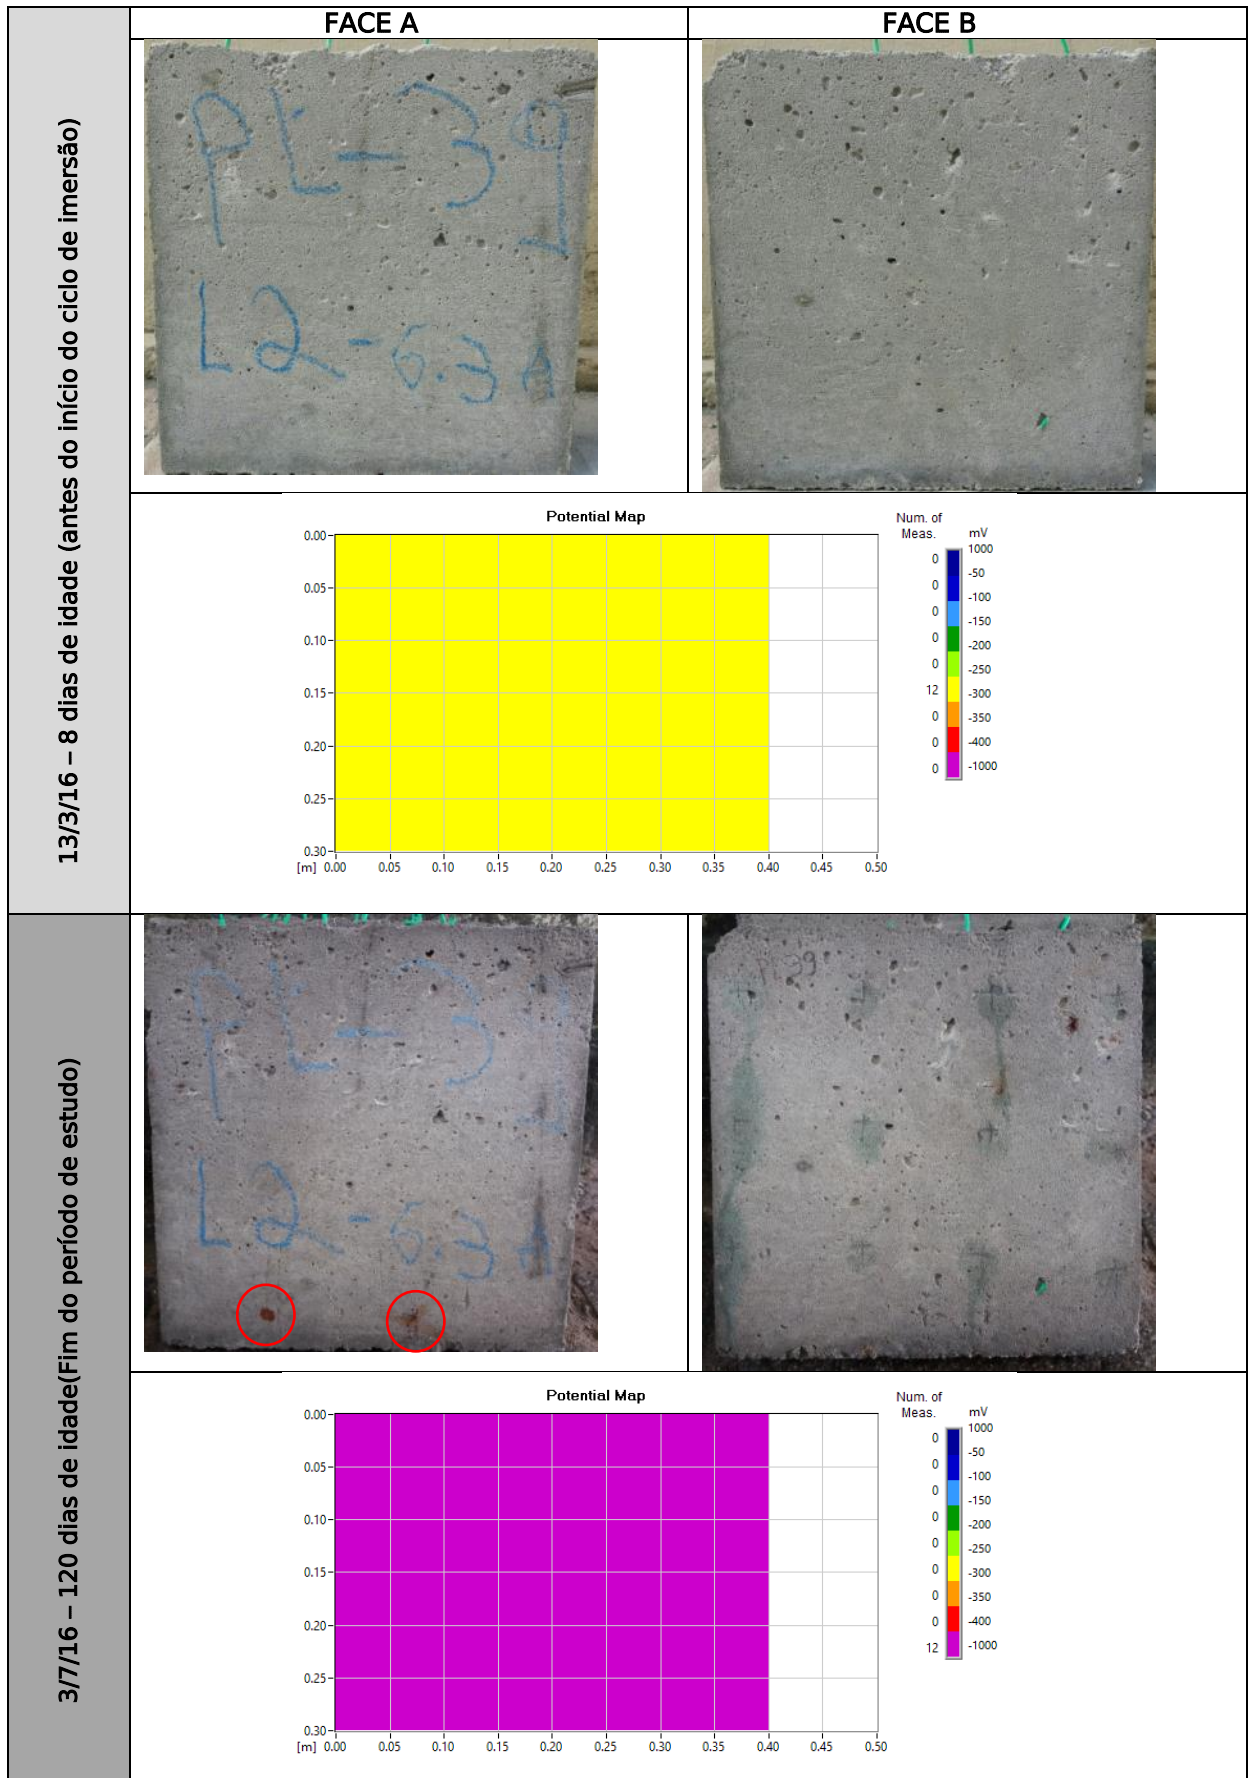 FACE A
FACE B
13/3/16 – 8 dias de idade (antes do início do ciclo de imersão)
PL-39
L2-6.3A
Potential Map
Num. of
Meas.
mV
0.00
0.05
0.10
0.15
0.20
0.25
0.30
[m] 0.00 0.05 0.10 0.15 0.20 0.25 0.30 0.35 0.40 0.45 0.50
0
0
0
0
0
12
0
0
0
1000
-50
-100
-150
-200
-250
-300
-350
-400
-1000
3/7/16 – 120 dias de idade(Fim do período de estudo)
PL-39
L2-6.3A
PL 39
Potential Map
Num. of
Meas.
mV
0.00
0.05
0.10
0.15
0.20
0.25
0.30
[m] 0.00 0.05 0.10 0.15 0.20 0.25 0.30 0.35 0.40 0.45 0.50
0
0
0
0
0
0
0
0
12
1000
-50
-100
-150
-200
-250
-300
-350
-400
-1000